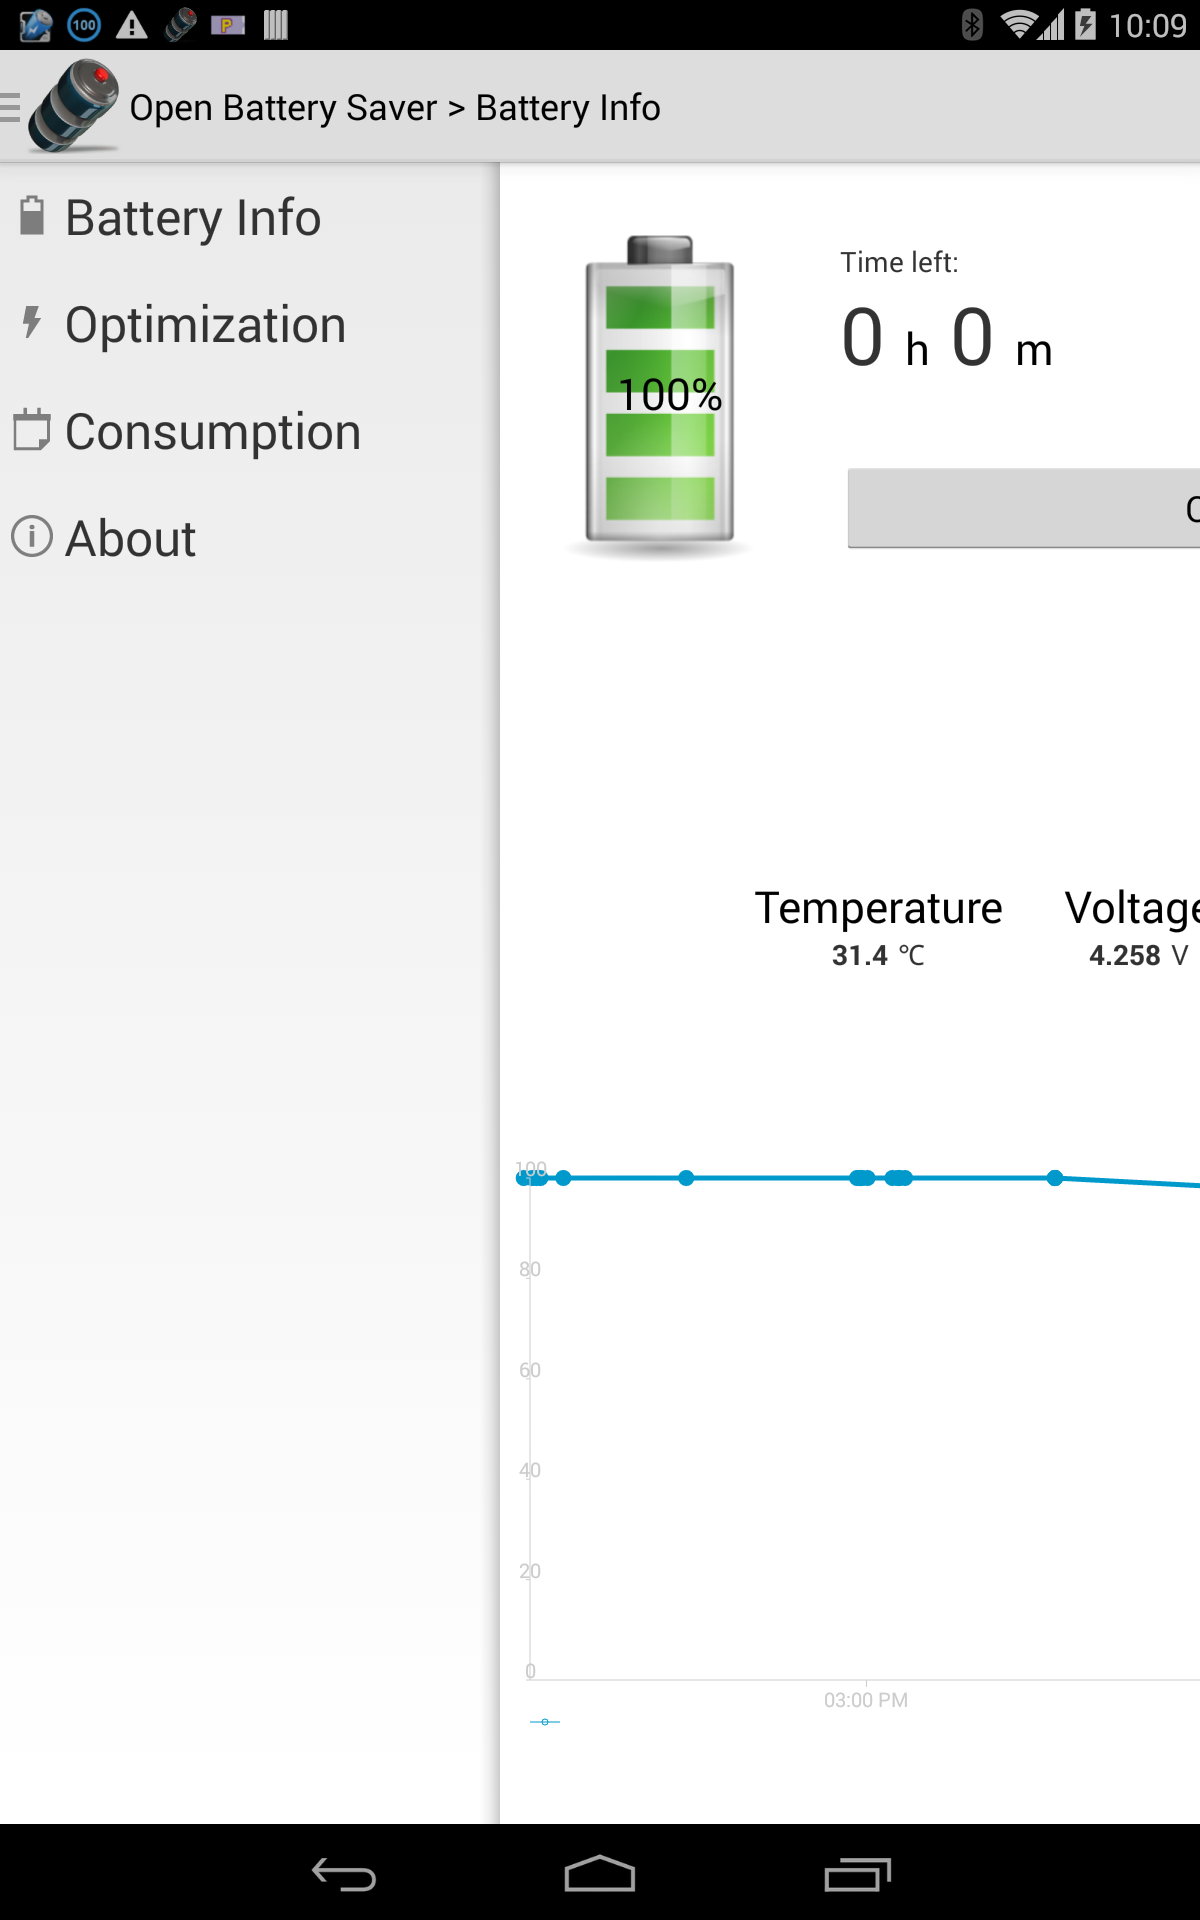 100
P
10:09
Open Battery Saver > Battery Info
Battery Info
Optimization
Consumption
About
100%
Time left:
0 h 0 m
Temperature
31.4 °C
Voltage
4.258 V
100
80
60
40
20
0
03:00 PM